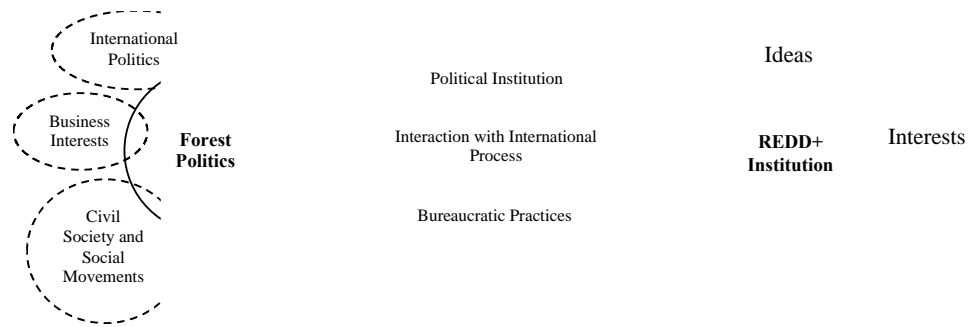 International
Politics
Business
Interests
Civil
Society and
Social
Movements
Forest
Politics
Political Institution
Interaction with International
Process
Bureaucratic Practices
Ideas
REDD+
Institution
Interests